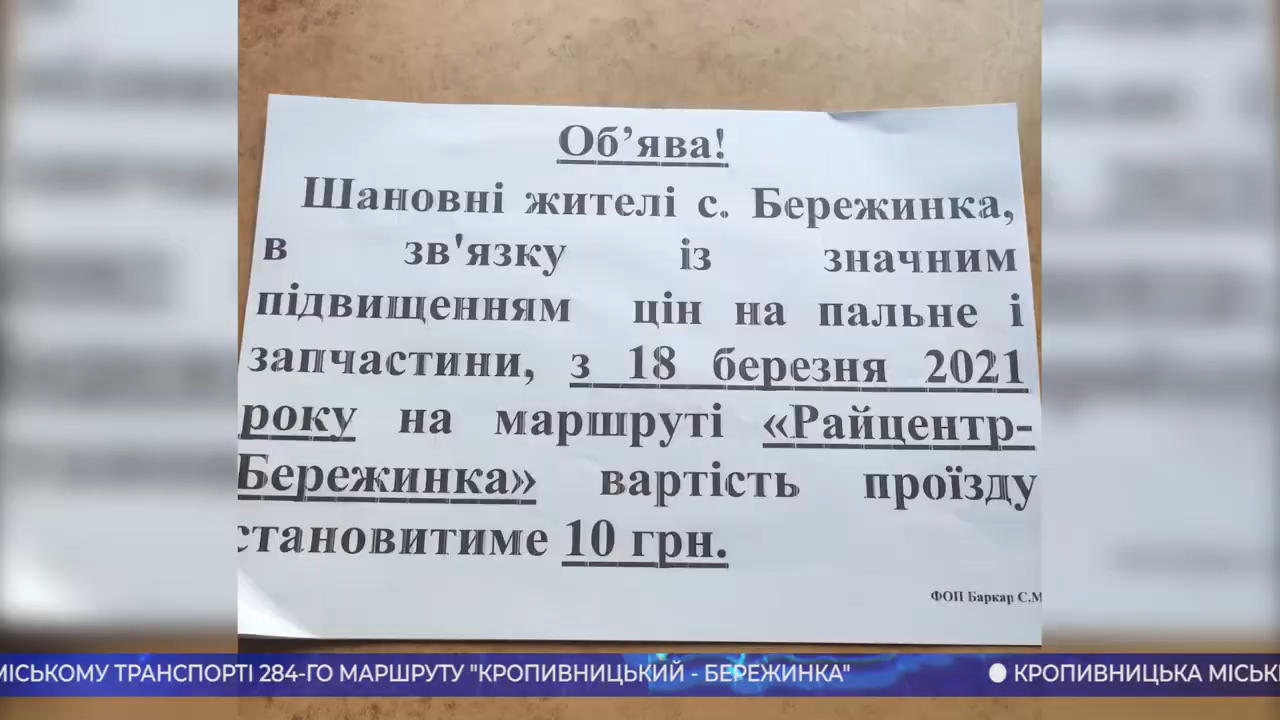 Об’ява!
Шановні жителі с. Бережинка,
в зв'язку із значним
підвищенням цін на пальне і
запчастини, з 18 березня 2021
року на маршруті «Райцентр-
Бережинка» вартість проїзду
становитиме 10 грн.
ФОП Баркар С.М
МІСЬКОМУ ТРАНСПОРТІ 284-ГО МАРШРУТУ "КРОПИВНИЦЬКИЙ - БЕРЕЖИНКА" ● КРОПИВНИЦЬКА